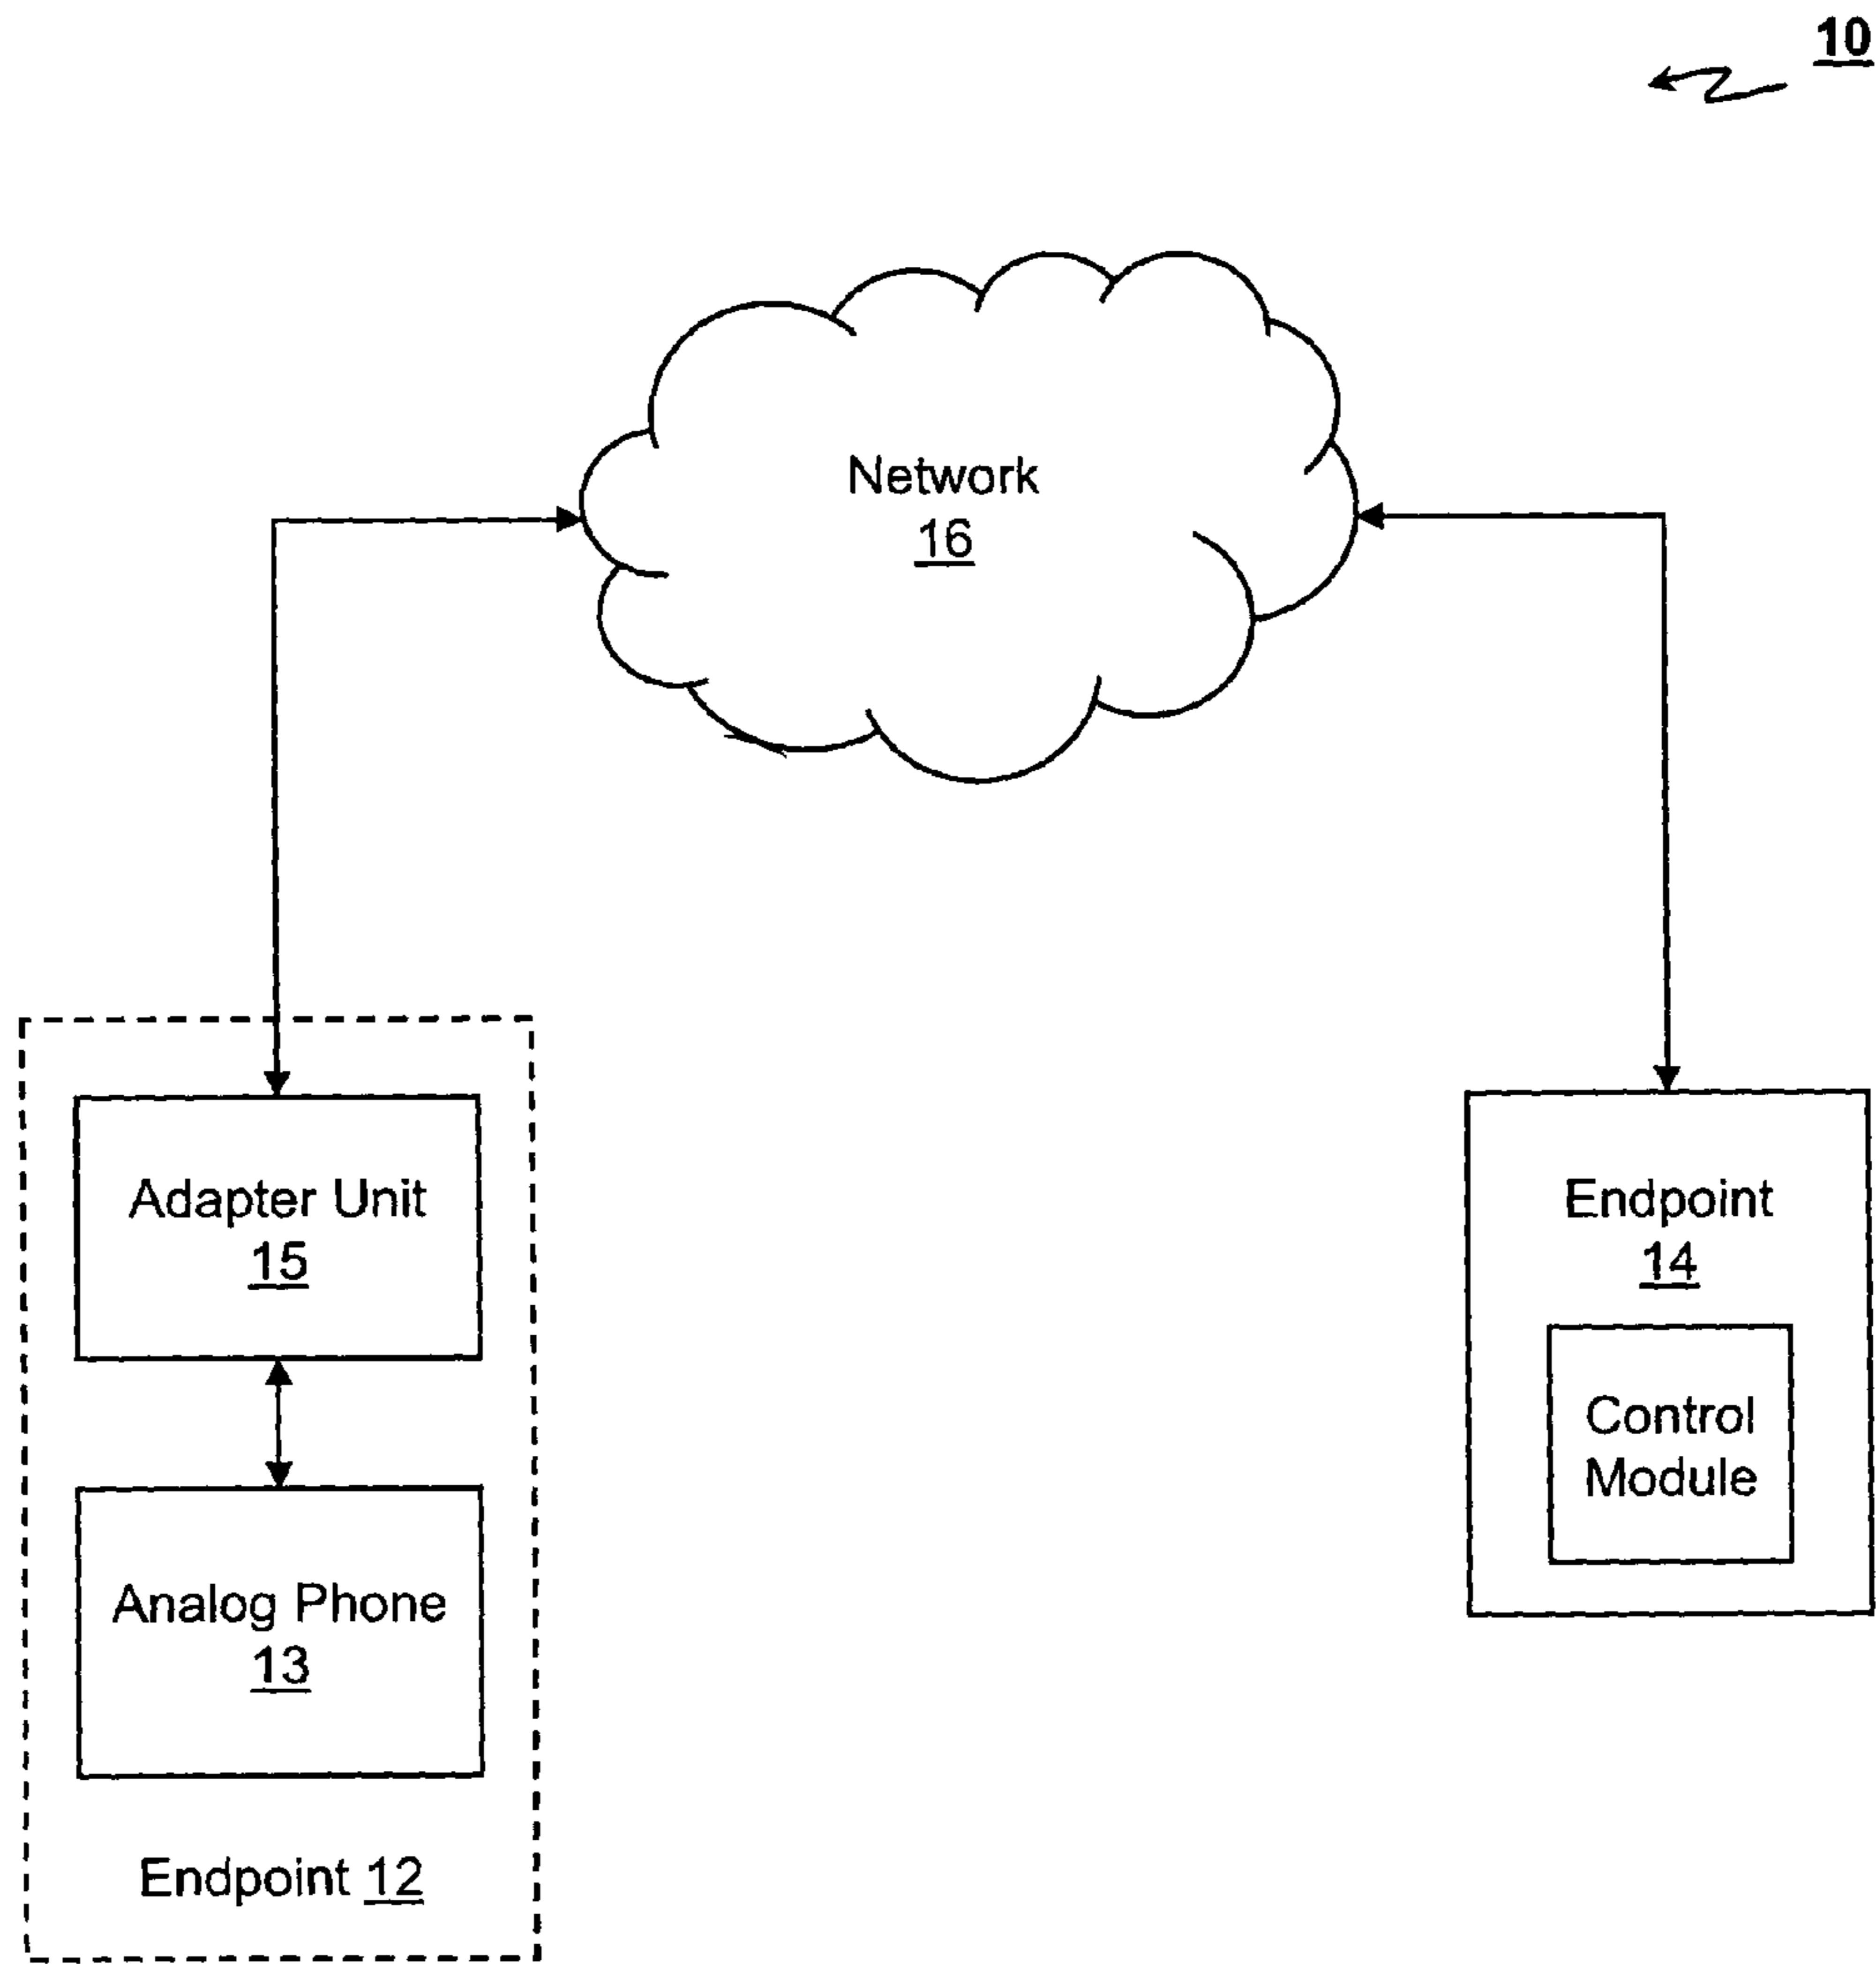 10
Network
16
Adapter Unit
15
Analog Phone
13
Endpoint 12
Endpoint
14
Control
Module